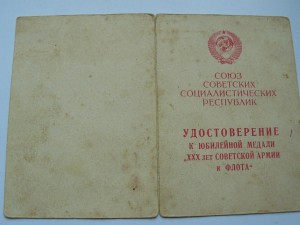 СОЮЗ
СОВЕТСКИХ
СОЦИАЛИСТИЧЕСКИХ
РЕСПУБЛИК
УДОСТОВЕРЕНИЕ
К ЮБИЛЕЙНОЙ МЕДАЛИ
„XXX ЛЕТ СОВЕТСКОЙ АРМИИ
И ФЛОТА“